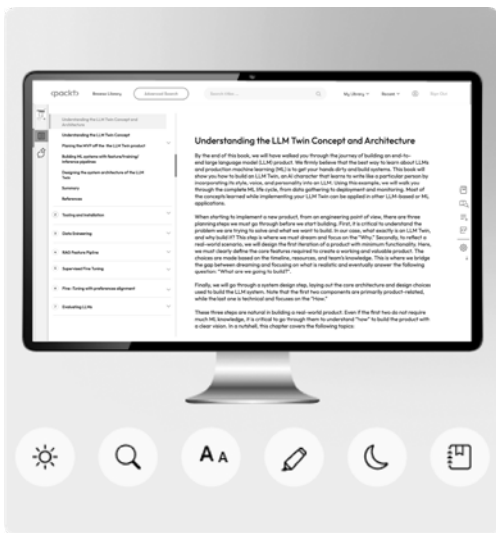 <packt>
Browse Library
Advanced Search
Search titles ...
My Library
Recent
Sign Out
Understanding the LLM Twin Concept and
Architecture
Understanding the LLM Twin Concept
Planning the MVP off the the LLM Twin product
Building ML systems with feature/training/
inference pipelines
Designing the system architecture of the LLM
Twin
Summary
References
Tooling and Installation
Data Enineering
RAG Feature Pipline
Supervised Fine Tuning
Fine-Tuning with preferences alignment
Evaluating LLMs
Understanding the LLM Twin Concept and Architecture
By the end of this book, we will have walked you through the journey of building an end-to-
end large language model (LLM) product. We firmly believe that the best way to learn about LLMs
and production machine learning (ML) is to get your hands dirty and build systems. This book will
show you how to build an LLM Twin, an AI character that learns to write like a particular person by
incorporating its style, voice, and personality into an LLM. Using this example, we will walk you
through the complete ML life cycle, from data gathering to deployment and monitoring. Most of
the concepts learned while implementing your LLM Twin can be applied in other LLM-based or ML
applications.
When starting to implement a new product, from an engineering point of view, there are three
planning steps we must go through before we start building. First, it is critical to understand the
problem we are trying to solve and what we want to build. In our case, what exactly is an LLM Twin,
and why build it? This step is where we must dream and focus on the "Why." Secondly, to reflect a
real-world scenario, we will design the first iteration of a product with minimum functionality. Here,
we must clearly define the core features required to create a working and valuable product. The
choices are made based on the timeline, resources, and team's knowledge. This is where we bridge
the gap between dreaming and focusing on what is realistic and eventually answer the following
question: "What are we going to build?".
Finally, we will go through a system design step, laying out the core architecture and design choices
used to build the LLM system. Note that the first two components are primarily product-related,
while the last one is technical and focuses on the "How."
These three steps are natural in building a real-world product. Even if the first two do not require
much ML knowledge, it is critical to go through them to understand "how" to build the product with
a clear vision. In a nutshell, this chapter covers the following topics:
A A